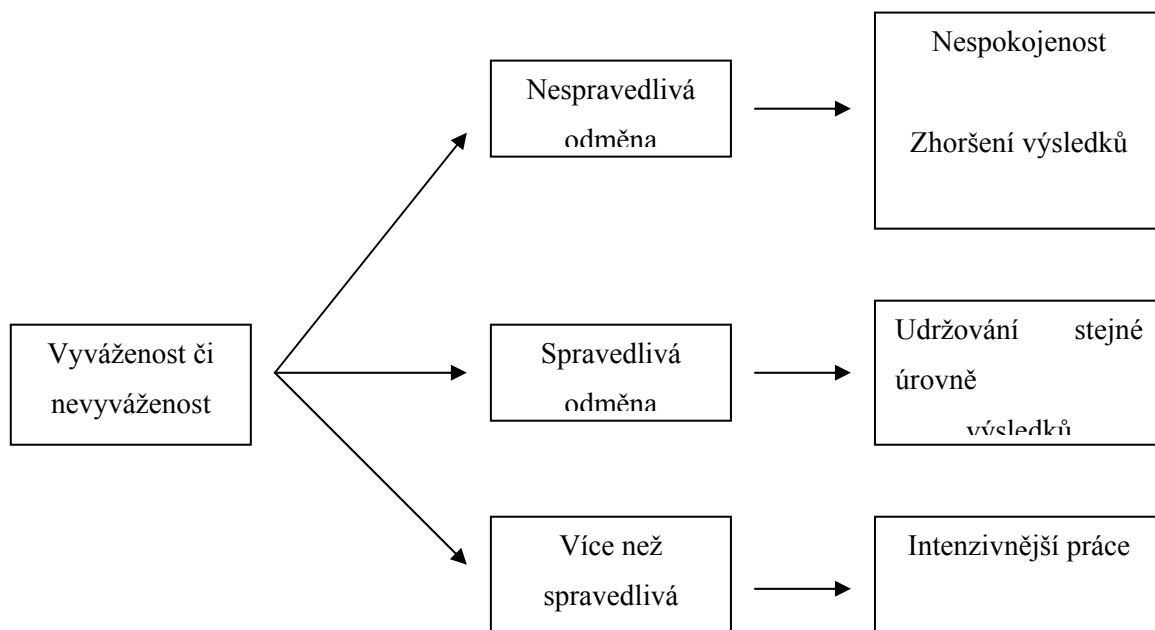 Nespokojenost
Nespravedlivá
odměna
Zhoršení výsledků
Vyváženost či
nevyváženost
Spravedlivá
odměna
Udržování stejné
úrovně
výsledků
Více než
spravedlivá
Intenzivnější práce